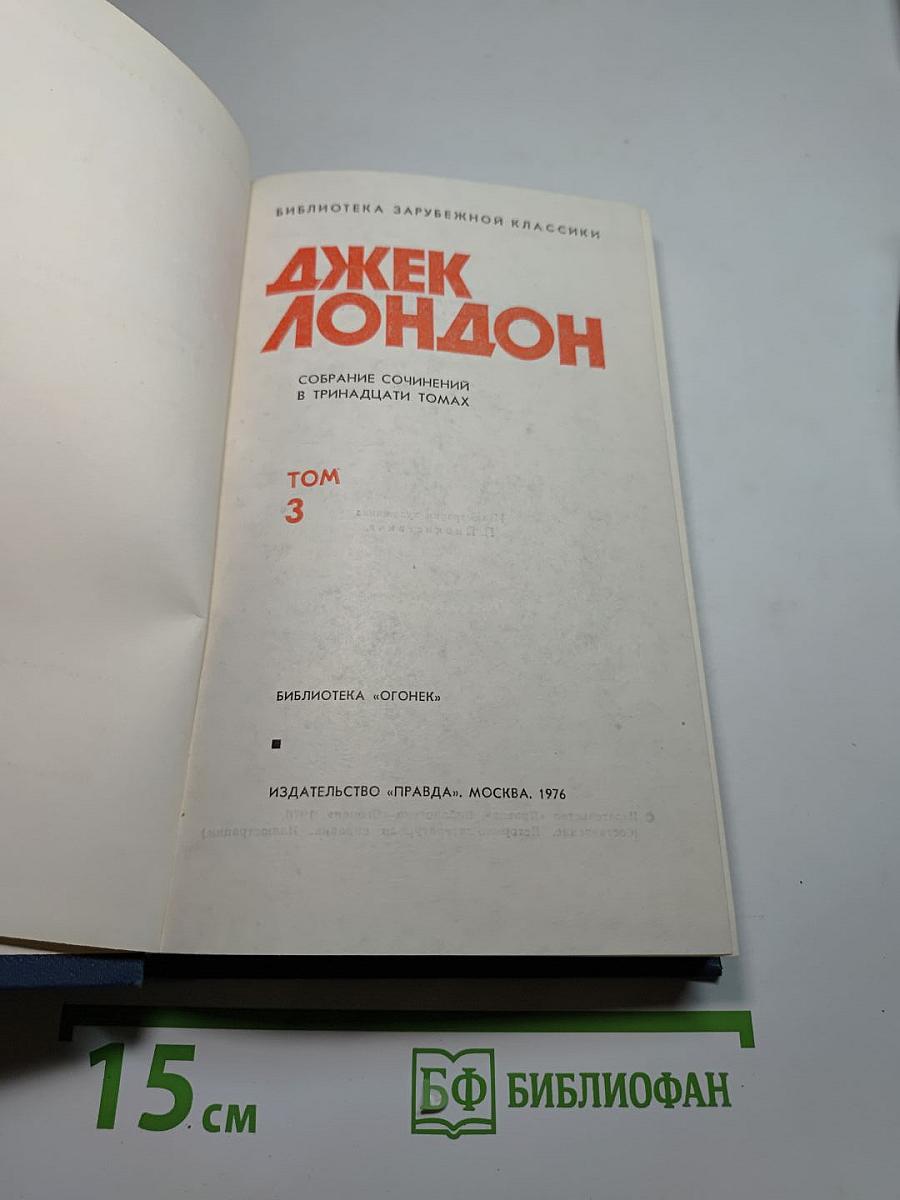 БИБЛИОТЕКА ЗАРУБЕЖНОЙ КЛАССИКИ
ДЖЕК
ЛОНДОН
СОБРАНИЕ СОЧИНЕНИЙ
В ТРИНАДЦАТИ ТОМАХ
ТОМ
3
БИБЛИОТЕКА «ОГОНЕК»
ИЗДАТЕЛЬСТВО «ПРАВДА». МОСКВА. 1976
15 см
БФ БИБЛИОФАН